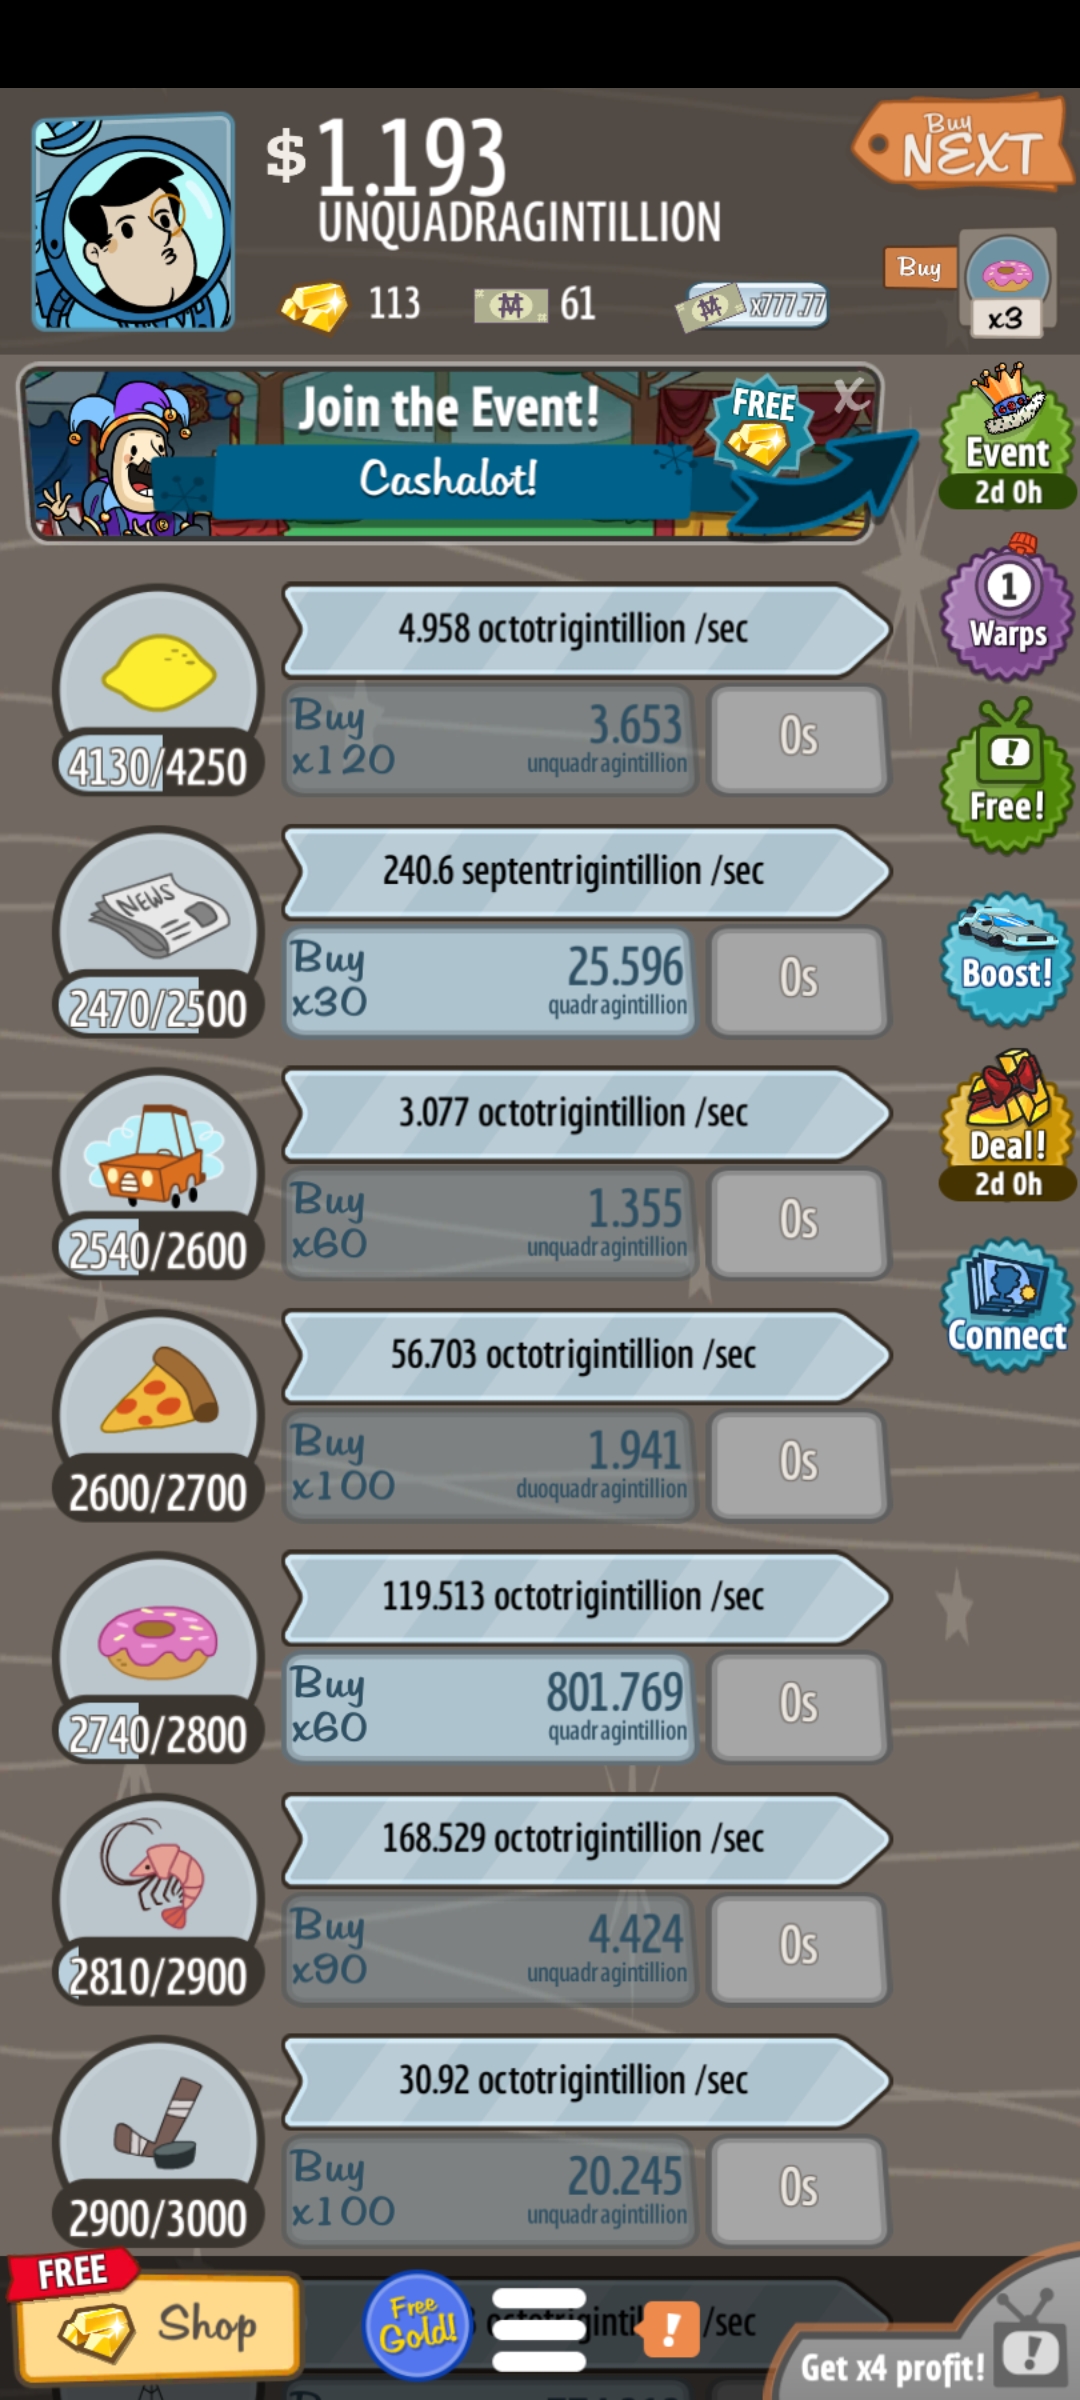 $1.193
UNQUADRAGINTILLION
Buy
NEXT
113
61
x777.77
Buy
x3
Join the Event!
Cashalot!
FREE
X
Event
2d 0h
4.958 octotrigintillion /sec
Buy
x120
3.653
unquadragintillion
0s
4130/4250
1
Warps
Free!
NEWS
240.6 septentrigintillion /sec
Buy
x30
25.596
quadragintillion
0s
2470/2500
Boost!
3.077 octotrigintillion /sec
Buy
x60
1.355
unquadragintillion
0s
2540/2600
Deal!
2d 0h
Connect
56.703 octotrigintillion /sec
Buy
x100
1.941
duoquadragintillion
0s
2600/2700
119.513 octotrigintillion /sec
Buy
x60
801.769
quadragintillion
0s
2740/2800
168.529 octotrigintillion /sec
Buy
x90
4.424
unquadragintillion
0s
2810/2900
30.92 octotrigintillion /sec
Buy
x100
20.245
unquadragintillion
0s
2900/3000
FREE
Shop
Free
Gold!
!
/sec
Get x4 profit!
!